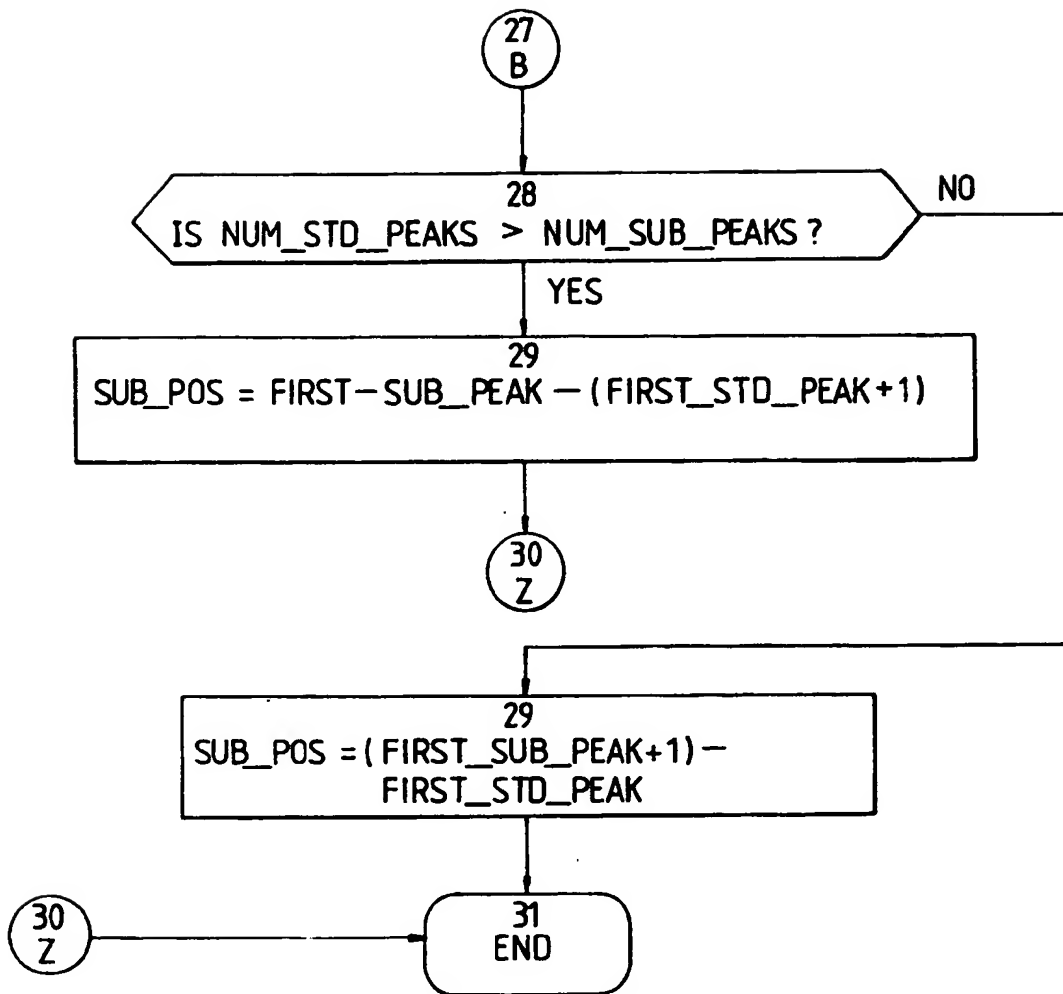 27
B
28
IS NUM_STD_PEAKS > NUM_SUB_PEAKS?
NO
YES
29
SUB_POS = FIRST-SUB_PEAK-(FIRST_STD_PEAK+1)
30
Z
29
SUB_POS =(FIRST_SUB_PEAK+1)-
FIRST_STD_PEAK
30
Z
31
END